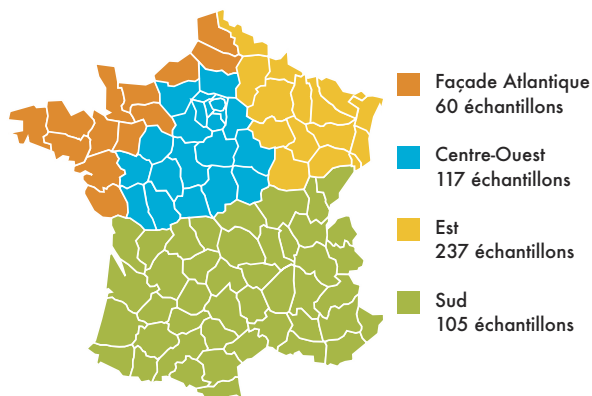 Façade Atlantique
60 échantillons
Centre-Ouest
117 échantillons
Est
237 échantillons
Sud
105 échantillons